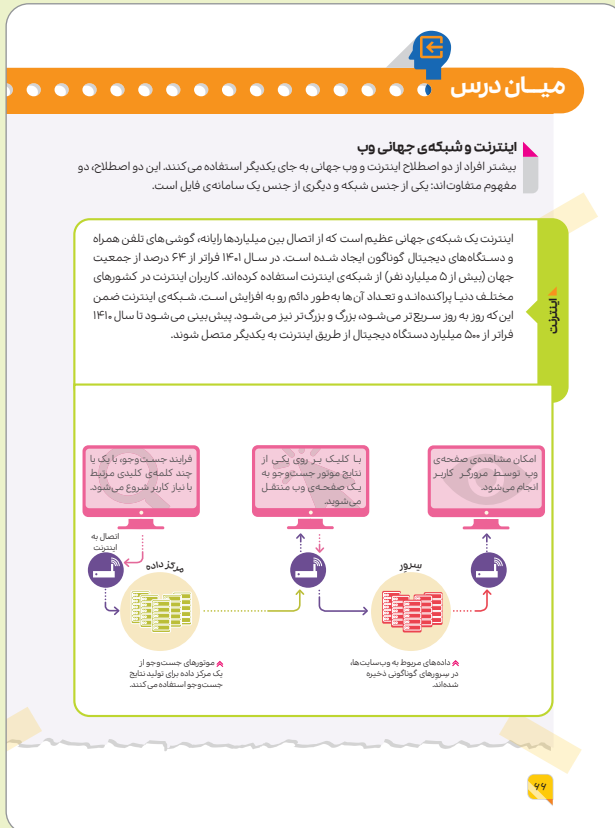 میـــان درس
اینترنت و شبکه‌ی جهانی وب
بیشتر افراد از دو اصطلاح اینترنت و وب جهانی به جای یکدیگر استفاده می‌کنند. این دو اصطلاح، دو
مفهوم متفاوت‌اند: یکی از جنس شبکه و دیگری از جنس یک سامانه‌ی فایل است.
اینترنت
اینترنت یک شبکه‌ی جهانی عظیم است که از اتصال بین میلیاردها رایانه، گوشی‌های تلفن همراه
و دستگاه‌های دیجیتال گوناگون ایجاد شده است. در سال ۱۴۰۱ فراتر از ۶۴ درصد از جمعیت
جهان (بیش از ۵ میلیارد نفر) از شبکه‌ی اینترنت استفاده کرده‌اند. کاربران اینترنت در کشورهای
مختلف دنیا پراکنده‌اند و تعداد آن‌ها به‌طور دائم رو به افزایش است. شبکه‌ی اینترنت ضمن
این‌که روز به روز سریع‌تر می‌شود، بزرگ و بزرگ‌تر نیز می‌شود. پیش‌بینی می‌شود تا سال ۱۴۱۰
فراتر از ۵۰۰ میلیارد دستگاه دیجیتال از طریق اینترنت به یکدیگر متصل شوند.
امکان مشاهده‌ی صفحه‌ی
وب توسط مرورگر کاربر
انجام می‌شود.
با کلیک بر روی یکی از
نتایج موتور جست‌وجو به
یک صفحه‌ی وب منتقل
می‌شوید.
فرایند جست‌وجو، با یک یا
چند کلمه‌ی کلیدی مرتبط
با نیاز کاربر شروع می‌شود.
اتصال به
اینترنت
مرکز داده
سرور
داده‌های مربوط به وب‌سایت‌ها،
در سرورهای گوناگونی ذخیره
شده‌اند.
موتورهای جست‌وجو از
یک مرکز داده برای تولید نتایج
جست‌وجو استفاده می‌کنند.
۶۶